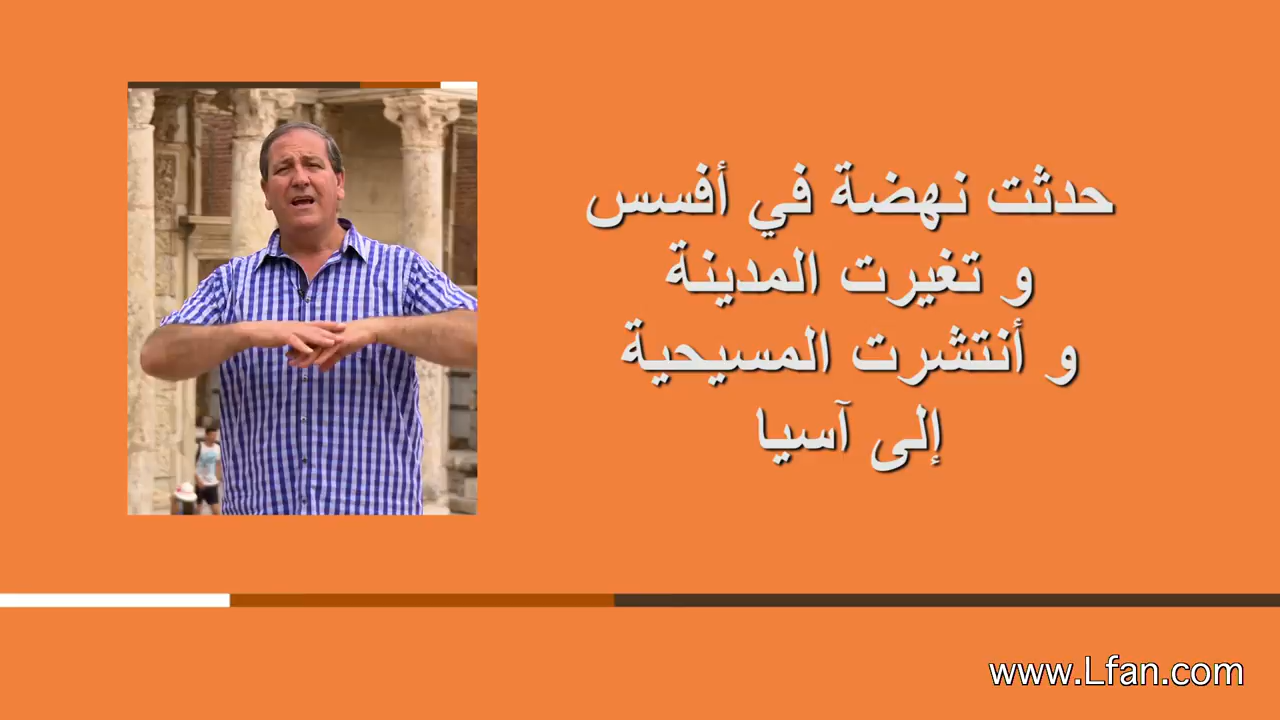 حدثت نهضة في أفسس
و تغيرت المدينة
و أنتشرت المسيحية
إلى آسيا
www.Lfan.com